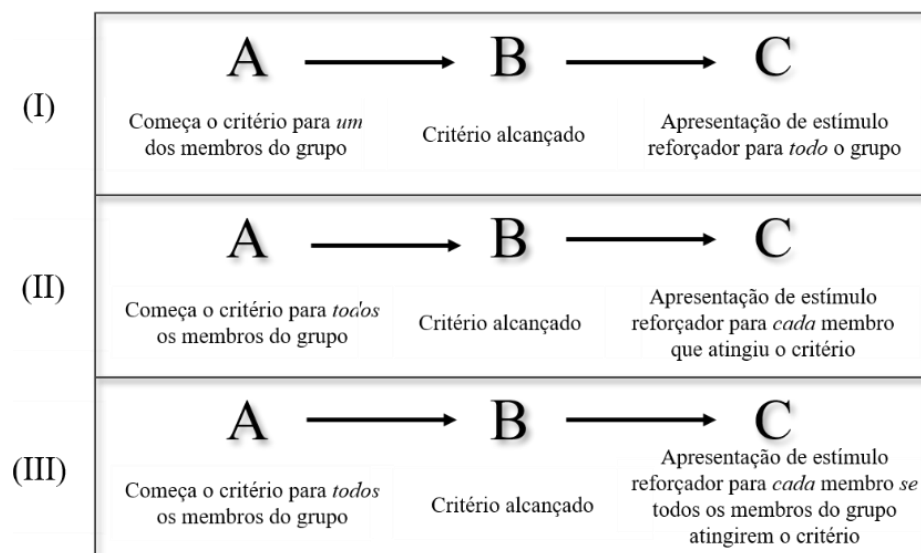 A B C
(I)
Começa o critério para um
dos membros do grupo
Critério alcançado
Apresentação de estímulo
reforçador para todo o grupo
A B C
(II)
Começa o critério para todos
os membros do grupo
Critério alcançado
Apresentação de estímulo
reforçador para cada membro
que atingiu o critério
A B C
(III)
Começa o critério para todos
os membros do grupo
Critério alcançado
Apresentação de estímulo
reforçador para cada membro se
todos os membros do grupo
atingirem o critério